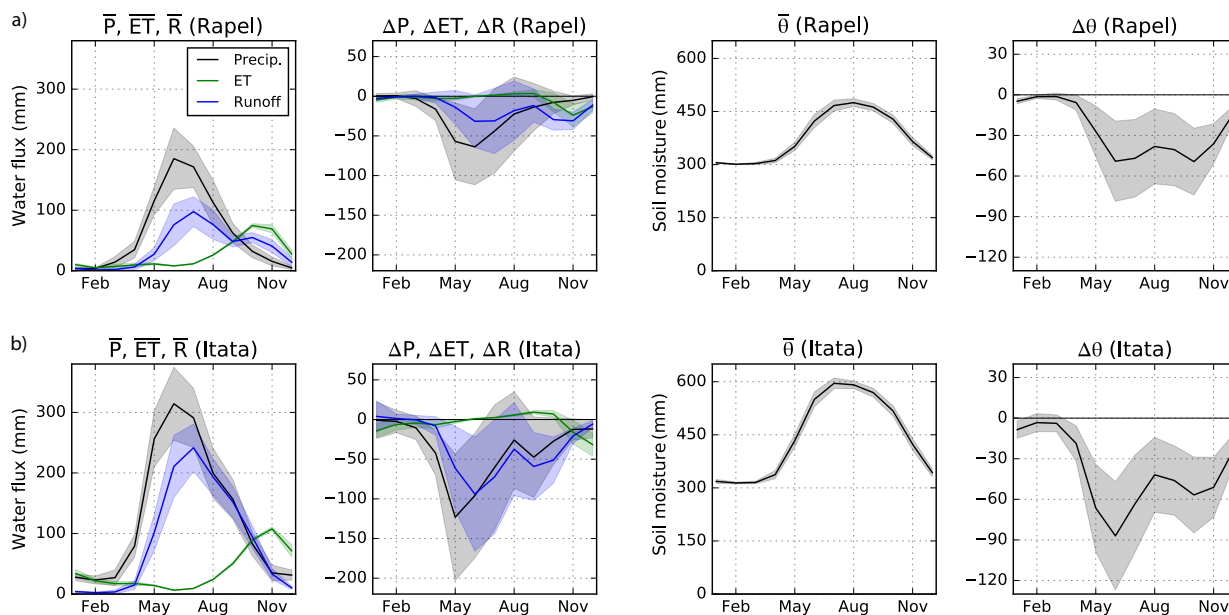 a)
P̅, E̅T̅, R̅ (Rapel)
ΔP, ΔET, ΔR (Rapel)
θ̅ (Rapel)
Δθ (Rapel)
Water flux (mm)
300
200
100
0
Precip.
ET
Runoff
Feb May Aug Nov
50
0
−50
−100
−150
−200
Feb May Aug Nov
Soil moisture (mm)
600
450
300
150
0
Feb May Aug Nov
30
0
−30
−60
−90
−120
Feb May Aug Nov
b)
P̅, E̅T̅, R̅ (Itata)
ΔP, ΔET, ΔR (Itata)
θ̅ (Itata)
Δθ (Itata)
Water flux (mm)
400
300
200
100
0
Feb May Aug Nov
50
0
−50
−100
−150
−200
Feb May Aug Nov
Soil moisture (mm)
600
450
300
150
0
Feb May Aug Nov
30
0
−30
−60
−90
−120
Feb May Aug Nov